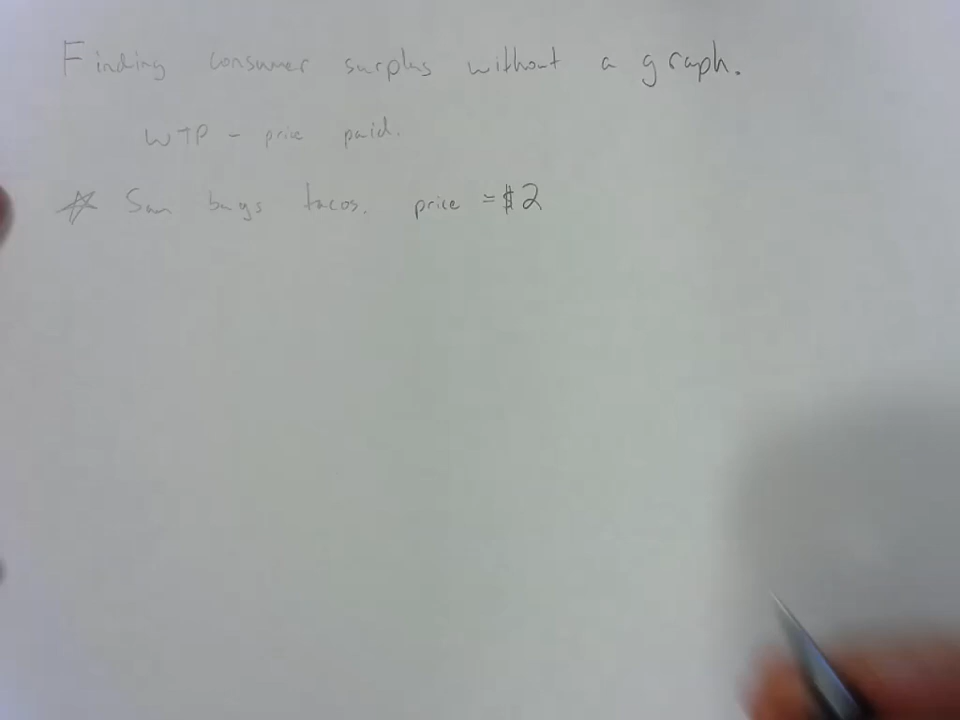 Finding consumer surplus without a graph.
WTP - price paid.
☆ Sam buys tacos. price = $2